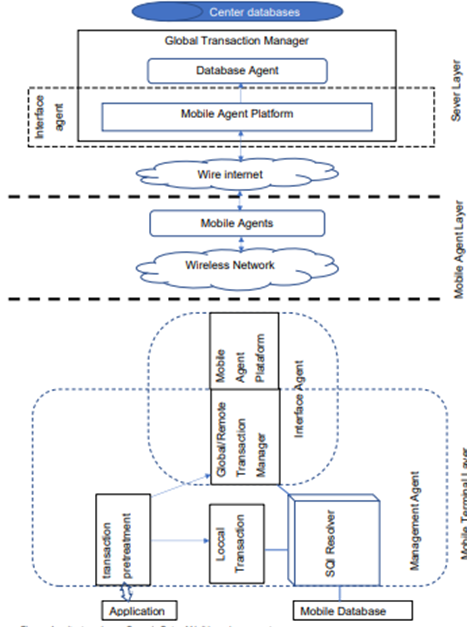 Center databases
Global Transaction Manager
Database Agent
Interface
agent
Mobile Agent Platform
Sever Layer
Wire internet
Mobile Agents
Wireless Network
Mobile Agent Layer
Mobile
Agent
Plataform
Interface Agent
Global/Remote
Transaction
Manager
transaction
pretreatment
Loccal
Transaction
SQl Resolver
Management Agent
Mobile Terminal Layer
Application
Mobile Database